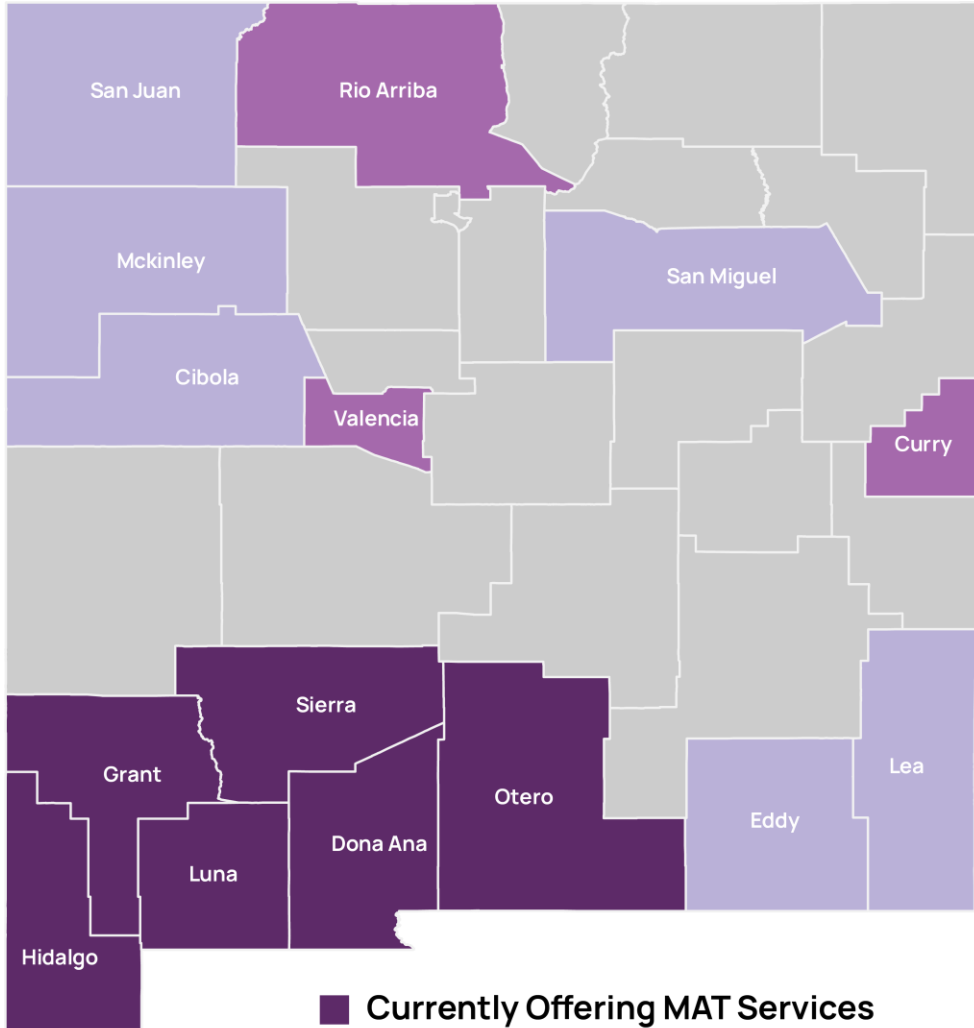 San Juan
Rio Arriba
Mckinley
San Miguel
Cibola
Valencia
Curry
Sierra
Grant
Lea
Otero
Eddy
Dona Ana
Luna
Hidalgo
Currently Offering MAT Services